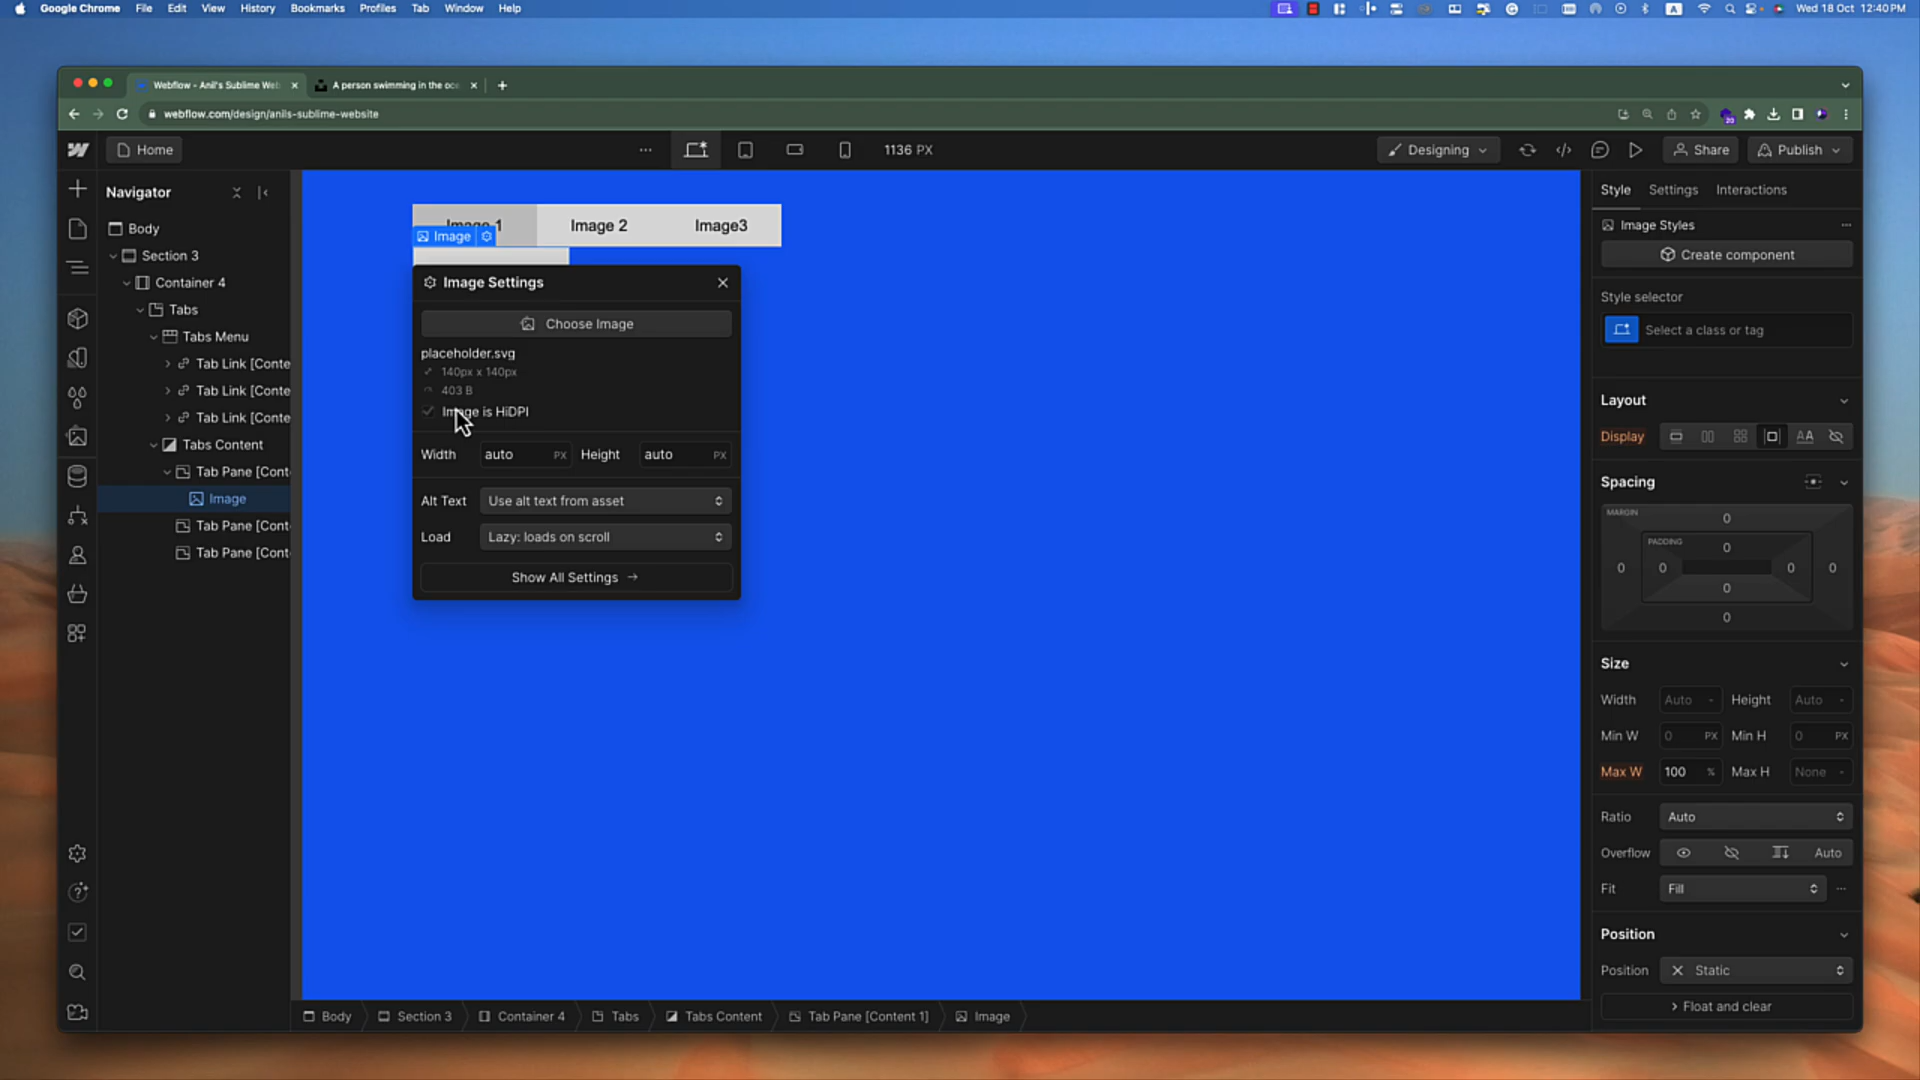 Google Chrome File Edit View History Bookmarks Profiles Tab Window Help
A
Wed 18 Oct 12:40PM
Webflow - Anil's Sublime Web
A person swimming in the oce
webflow.com/design/anils-sublime-website
20
Home
1136 PX
Designing
Share
Publish
Navigator
Body
Section 3
Container 4
Tabs
Tabs Menu
Tab Link [Conte
Tab Link [Conte
Tab Link [Conte
Tabs Content
Tab Pane [Cont
Image
Tab Pane [Cont
Tab Pane [Cont
Image 1
Image 2
Image3
Image
Image Settings
Choose Image
placeholder.svg
140px x 140px
403 B
Image is HiDPI
Width auto PX Height auto PX
Alt Text Use alt text from asset
Load Lazy: loads on scroll
Show All Settings
Style Settings Interactions
Image Styles
Create component
Style selector
Select a class or tag
Layout
Display
AA
Spacing
MARGIN
0
PADDING
0
0 0 0 0
0
0
Size
Width Auto - Height Auto -
Min W 0 PX Min H 0 PX
Max W 100 % Max H None -
Ratio Auto
Overflow Auto
Fit Fill
Position
Position Static
Float and clear
Body Section 3 Container 4 Tabs Tabs Content Tab Pane [Content 1] Image